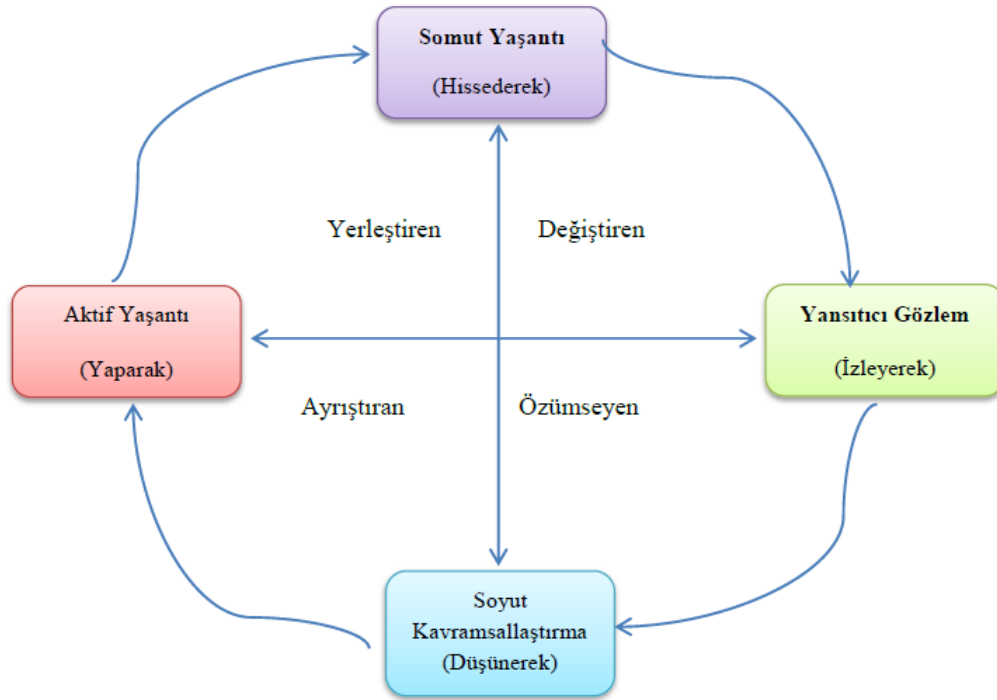 Somut Yaşantı
(Hissederek)
Yerleştiren
Değiştiren
Aktif Yaşantı
(Yaparak)
Yansıtıcı Gözlem
(İzleyerek)
Ayrıştıran
Özümseyen
Soyut
Kavramsallaştırma
(Düşünerek)